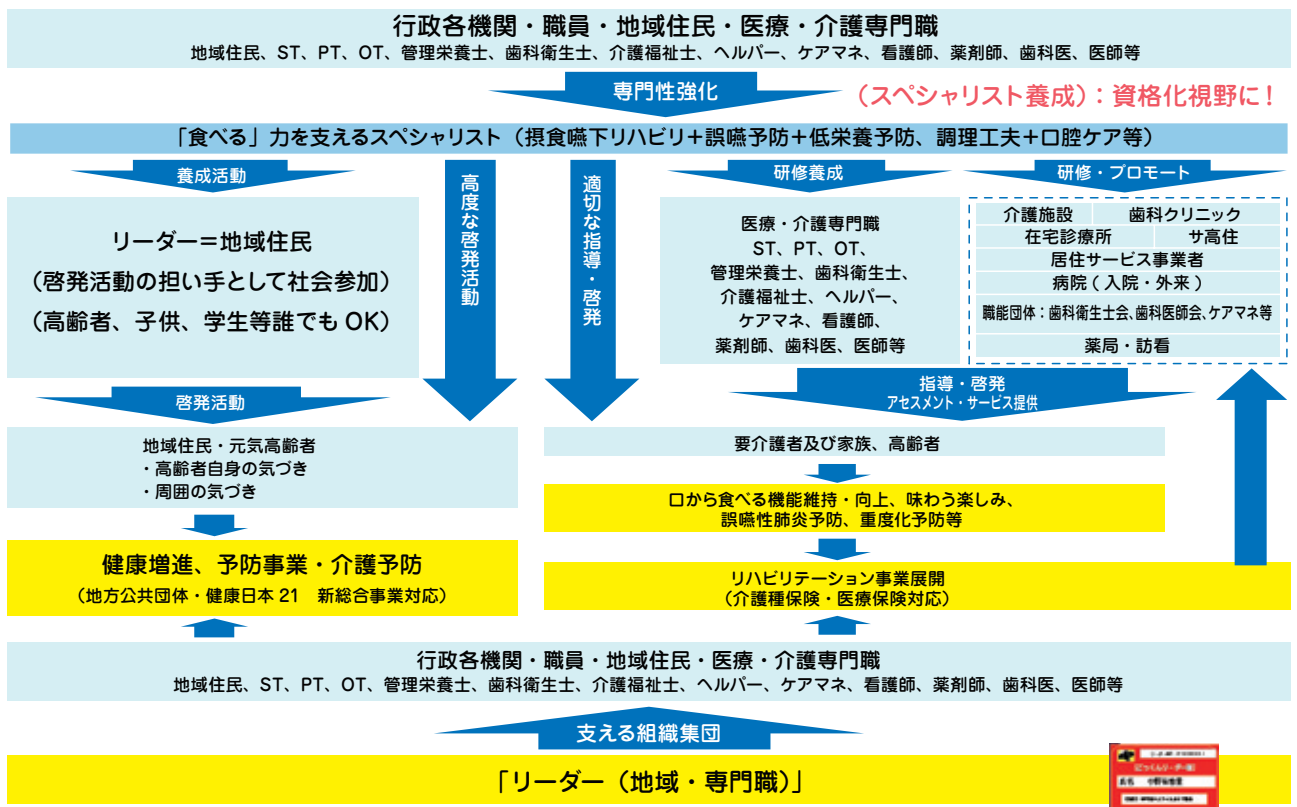 行政各機関・職員・地域住民・医療・介護専門職
地域住民、ST、PT、OT、管理栄養士、歯科衛生士、介護福祉士、ヘルパー、ケアマネ、看護師、薬剤師、歯科医、医師等
専門性強化
（スペシャリスト養成）：資格化視野に！
「食べる」力を支えるスペシャリスト（摂食嚥下リハビリ＋誤嚥予防＋低栄養予防、調理工夫＋口腔ケア等）
養成活動
リーダー＝地域住民
（啓発活動の担い手として社会参加）
（高齢者、子供、学生等誰でもOK）
啓発活動
地域住民・元気高齢者
・高齢者自身の気づき
・周囲の気づき
健康増進、予防事業・介護予防
（地方公共団体・健康日本21　新総合事業対応）
高度な啓発活動
適切な指導・啓発
研修養成
医療・介護専門職
ST、PT、OT、
管理栄養士、歯科衛生士、
介護福祉士、ヘルパー、
ケアマネ、看護師、
薬剤師、歯科医、医師等
研修・プロモート
介護施設　歯科クリニック
在宅診療所　サ高住
居住サービス事業者
病院（入院・外来）
職能団体：歯科衛生士会、歯科医師会、ケアマネ等
薬局・訪看
指導・啓発
アセスメント・サービス提供
要介護者及び家族、高齢者
口から食べる機能維持・向上、味わう楽しみ、
誤嚥性肺炎予防、重度化予防等
リハビリテーション事業展開
（介護種保険・医療保険対応）
行政各機関・職員・地域住民・医療・介護専門職
地域住民、ST、PT、OT、管理栄養士、歯科衛生士、介護福祉士、ヘルパー、ケアマネ、看護師、薬剤師、歯科医、医師等
支える組織集団
「リーダー（地域・専門職）」
氏名